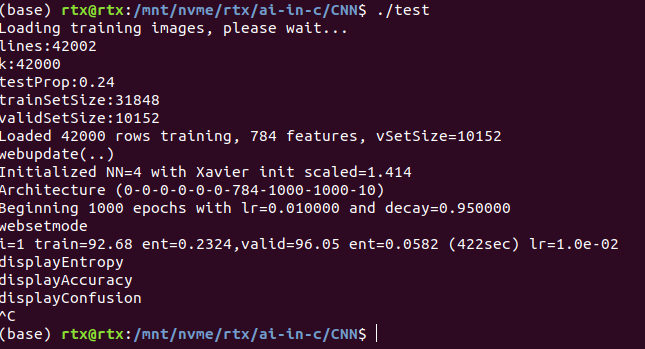 (base) rtx@rtx:/mnt/nvme/rtx/ai-in-c/CNN$ ./test
Loading training images, please wait...
lines:42002
k:42000
testProp:0.24
trainSetSize:31848
validSetSize:10152
Loaded 42000 rows training, 784 features, vSetSize=10152
webupdate(..)
Initialized NN=4 with Xavier init scaled=1.414
Architecture (0-0-0-0-0-0-784-1000-1000-10)
Beginning 1000 epochs with lr=0.010000 and decay=0.950000
websetmode
i=1 train=92.68 ent=0.2324,valid=96.05 ent=0.0582 (422sec) lr=1.0e-02
displayEntropy
displayAccuracy
displayConfusion
^C
(base) rtx@rtx:/mnt/nvme/rtx/ai-in-c/CNN$